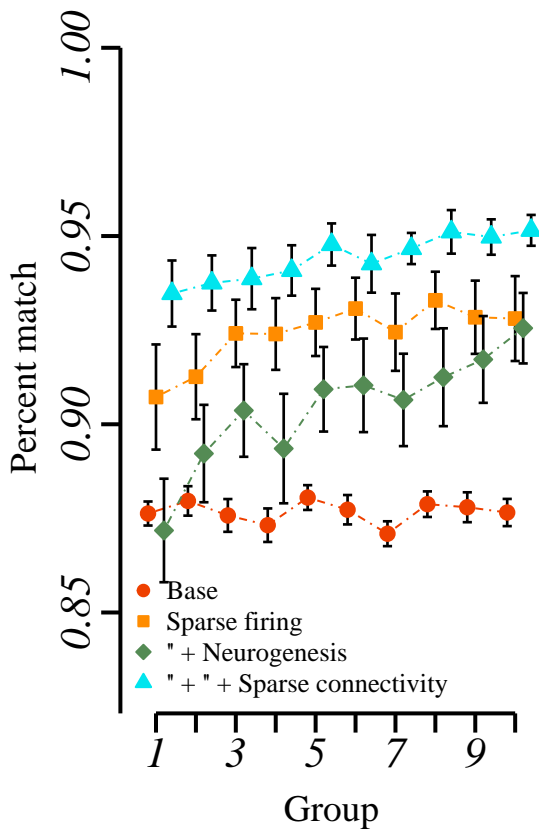 1.00
0.95
0.90
0.85
Percent match
Base
Sparse firing
" + Neurogenesis
" + " + Sparse connectivity
1 3 5 7 9
Group